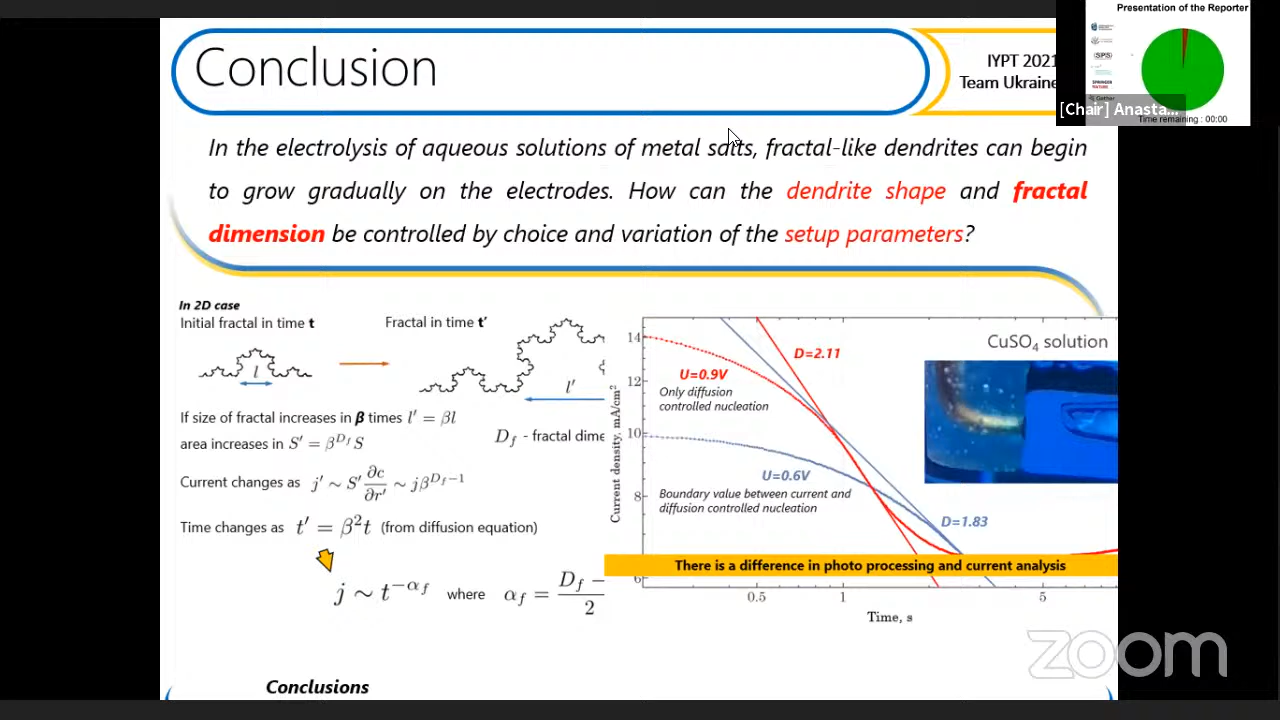 Presentation of the Reporter
SPS
[Chair] Anasta...
Time remaining : 00:00
Conclusion
IYPT 2021
Team Ukraine
In the electrolysis of aqueous solutions of metal salts, fractal-like dendrites can begin
to grow gradually on the electrodes. How can the dendrite shape and fractal
dimension be controlled by choice and variation of the setup parameters?
In 2D case
Initial fractal in time t
Fractal in time t'
l
l'
If size of fractal increases in β times l' = βl
area increases in S' = β^{D_f} S
D_f - fractal dime
Current changes as j' ~ S' ∂c/∂r' ~ jβ^{D_f−1}
Time changes as t' = β²t (from diffusion equation)
j ~ t^{−α_f} where α_f = D_f −/2
CuSO₄ solution
D=2.11
U=0.9V
Only diffusion
controlled nucleation
U=0.6V
Boundary value between current and
diffusion controlled nucleation
D=1.83
Current density, mA/cm²
14
12
10
8
6
There is a difference in photo processing and current analysis
0.5 1 5
Time, s
zoom
Conclusions